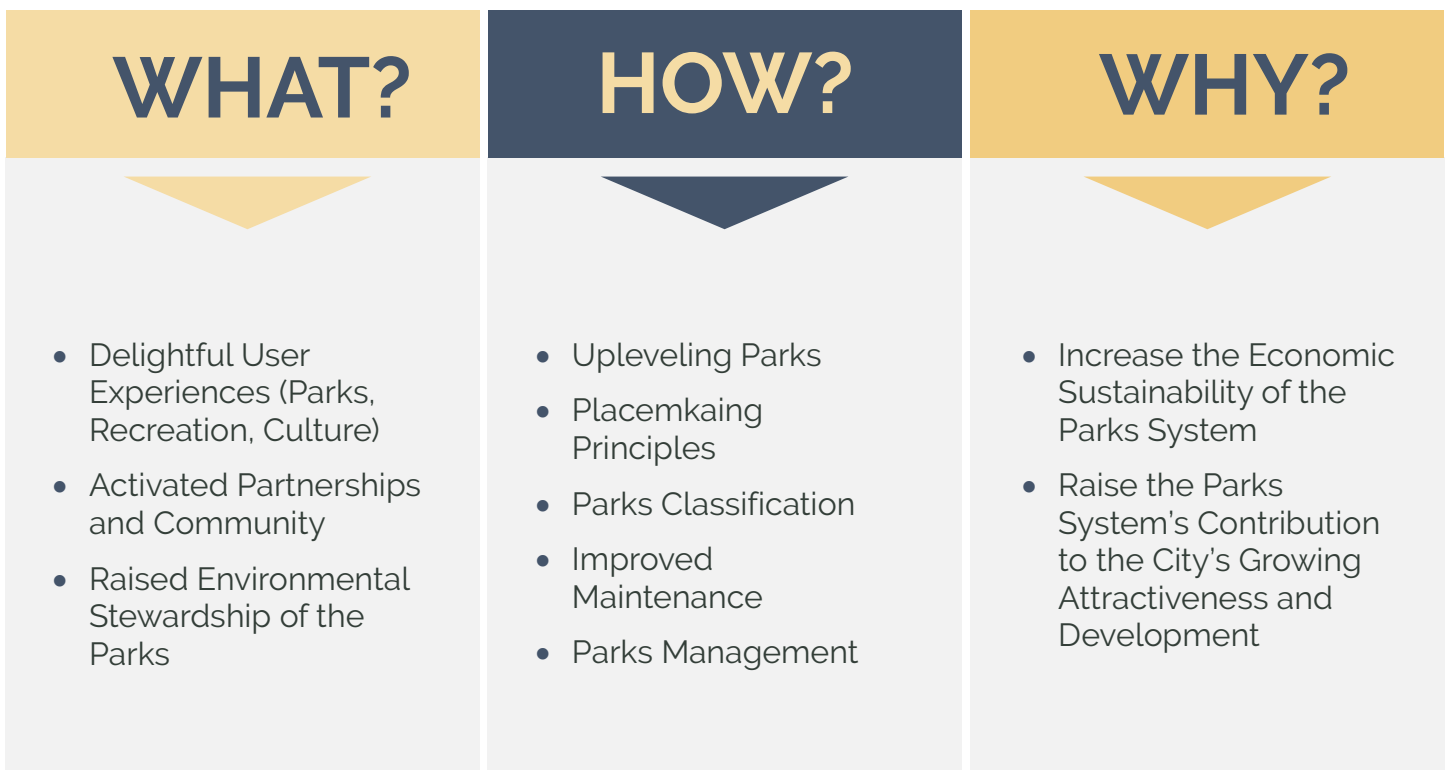 WHAT?
• Delightful User
Experiences (Parks,
Recreation, Culture)
• Activated Partnerships
and Community
• Raised Environmental
Stewardship of the
Parks
HOW?
• Upleveling Parks
• Placemkaing
Principles
• Parks Classification
• Improved
Maintenance
• Parks Management
WHY?
• Increase the Economic
Sustainability of the
Parks System
• Raise the Parks
System’s Contribution
to the City’s Growing
Attractiveness and
Development